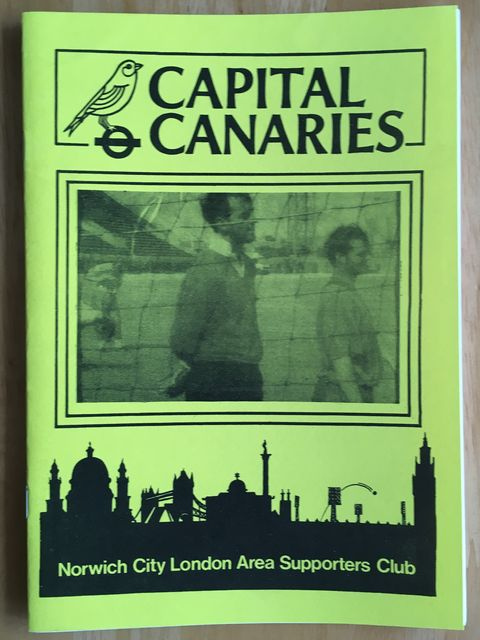 CAPITAL
CANARIES
Norwich City London Area Supporters Club